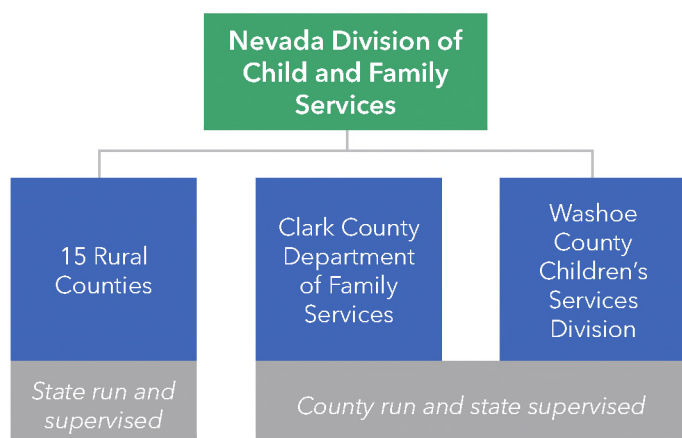 Nevada Division of
Child and Family
Services
15 Rural
Counties
Clark County
Department
of Family
Services
Washoe
County
Children’s
Services
Division
State run and
supervised
County run and state supervised